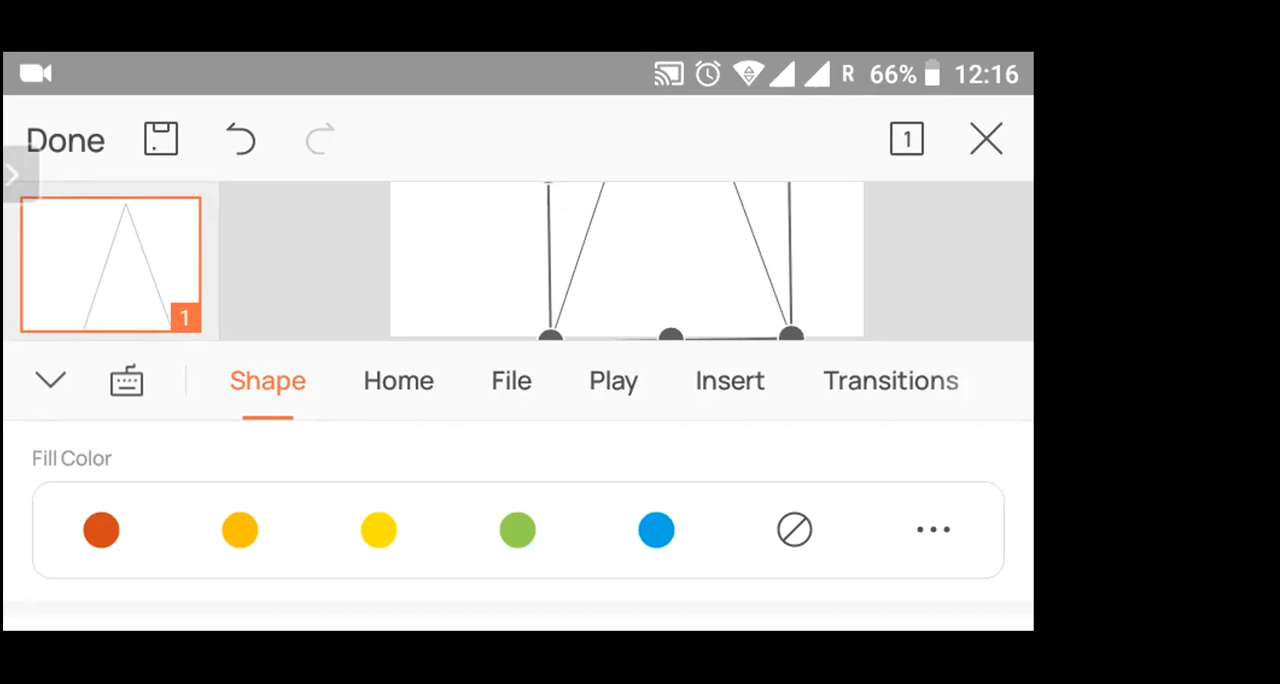 R 66% 12:16
Done 1
1
Shape Home File Play Insert Transitions
Fill Color